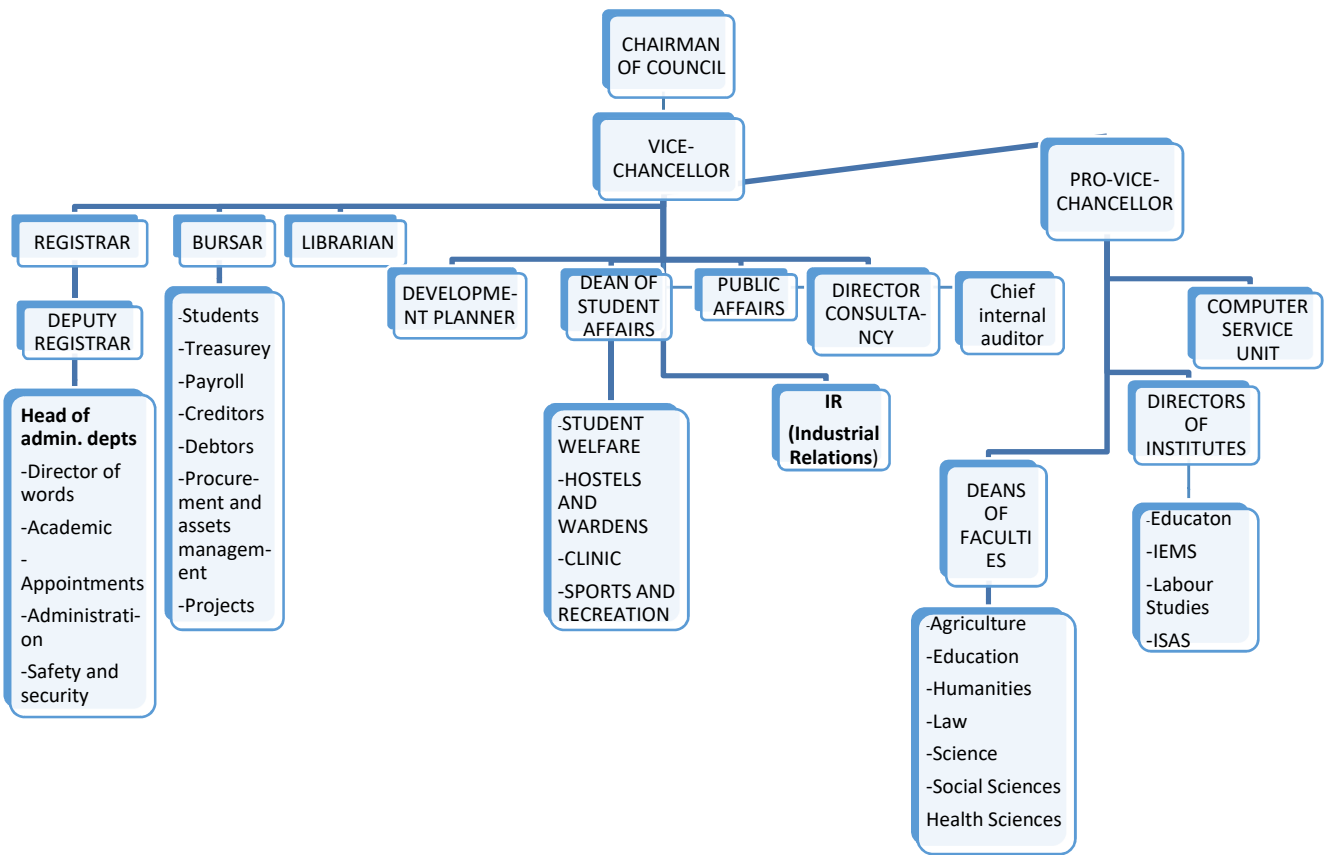 CHAIRMAN
OF COUNCIL
VICE-
CHANCELLOR
PRO-VICE-
CHANCELLOR
REGISTRAR
BURSAR
LIBRARIAN
DEVELOPME-
NT PLANNER
DEAN OF
STUDENT
AFFAIRS
PUBLIC
AFFAIRS
DIRECTOR
CONSULTA-
NCY
Chief
internal
auditor
COMPUTER
SERVICE
UNIT
DEPUTY
REGISTRAR
-Students
-Treasurey
-Payroll
-Creditors
-Debtors
-Procure-
ment and
assets
managem-
ent
-Projects
Head of
admin. depts
-Director of
words
-Academic
-
Appointments
-Administrati-
on
-Safety and
security
-STUDENT
WELFARE
-HOSTELS
AND
WARDENS
-CLINIC
-SPORTS AND
RECREATION
IR
(Industrial
Relations)
DIRECTORS
OF
INSTITUTES
DEANS
OF
FACULTI
ES
-Educaton
-IEMS
-Labour
Studies
-ISAS
-Agriculture
-Education
-Humanities
-Law
-Science
-Social Sciences
Health Sciences